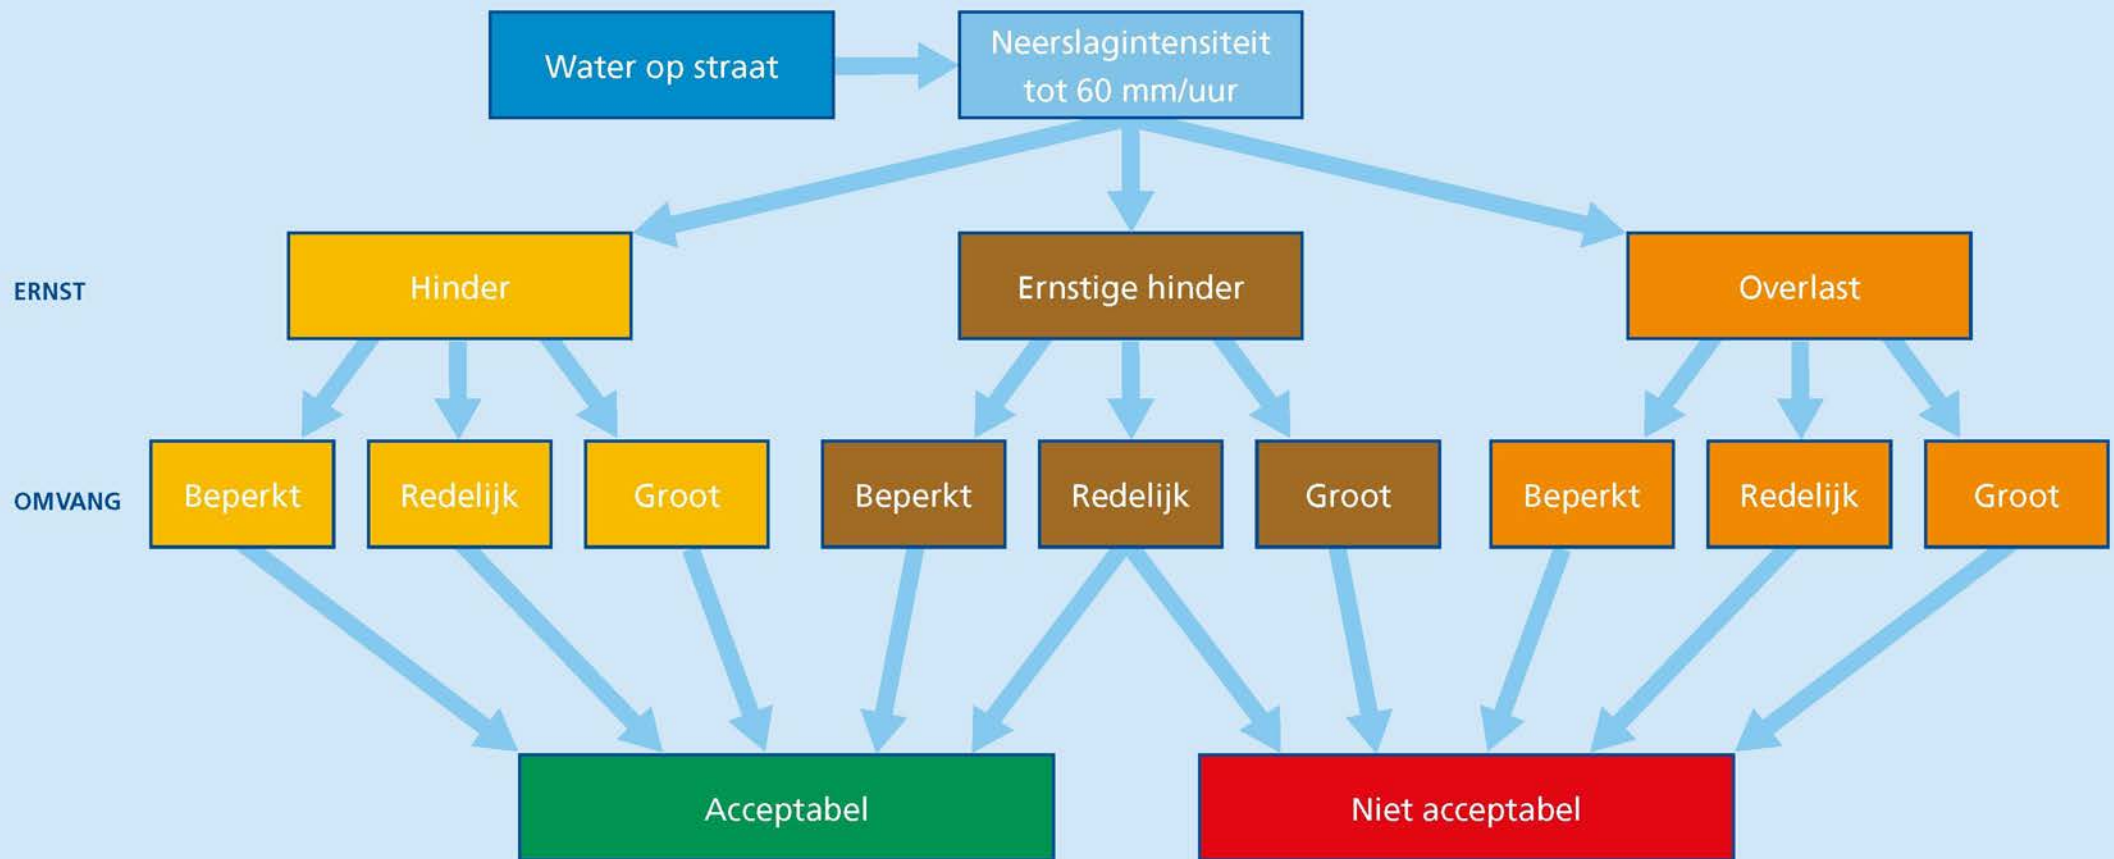 Water op straat
Neerslagintensiteit
tot 60 mm/uur
ERNST
Hinder
Ernstige hinder
Overlast
OMVANG
Beperkt
Redelijk
Groot
Beperkt
Redelijk
Groot
Beperkt
Redelijk
Groot
Acceptabel
Niet acceptabel